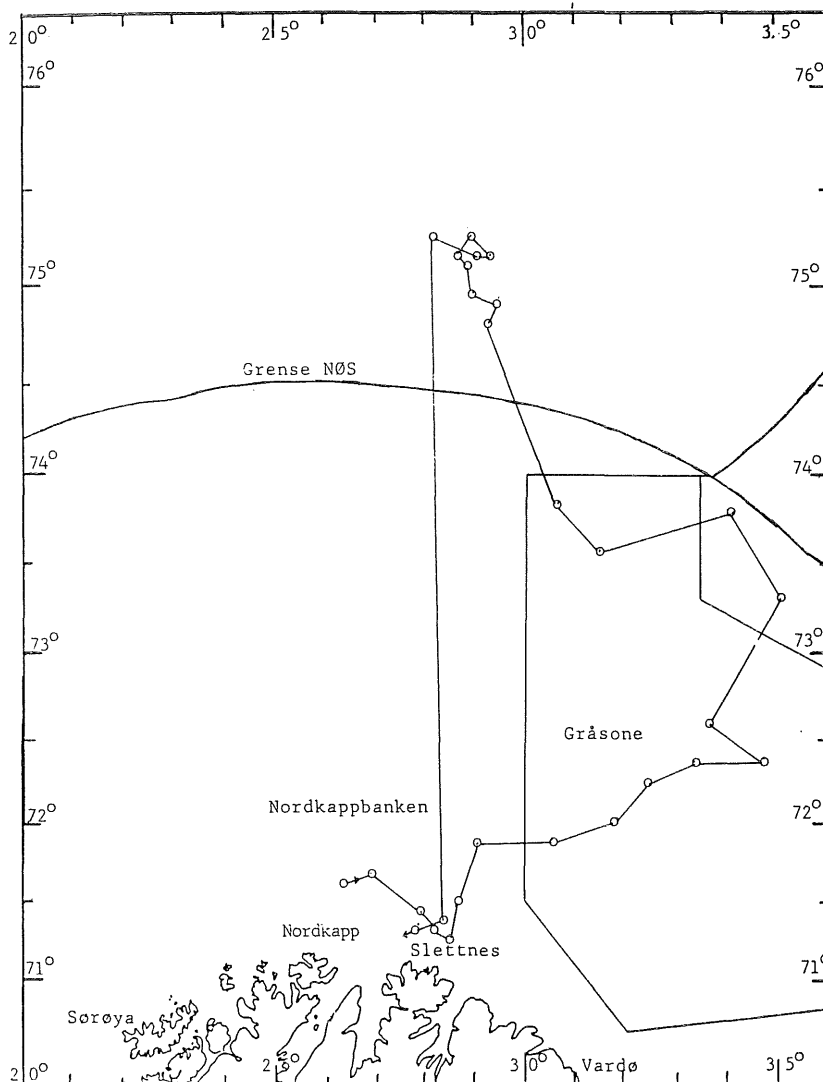 20° 25° 30° 35°
76° 76°
75° 75°
Grense NØS
74° 74°
73° 73°
Gråsone
Nordkappbanken
72° 72°
Nordkapp
Slettnes
71° 71°
Sørøya
Vardø
20° 25° 30° 35°